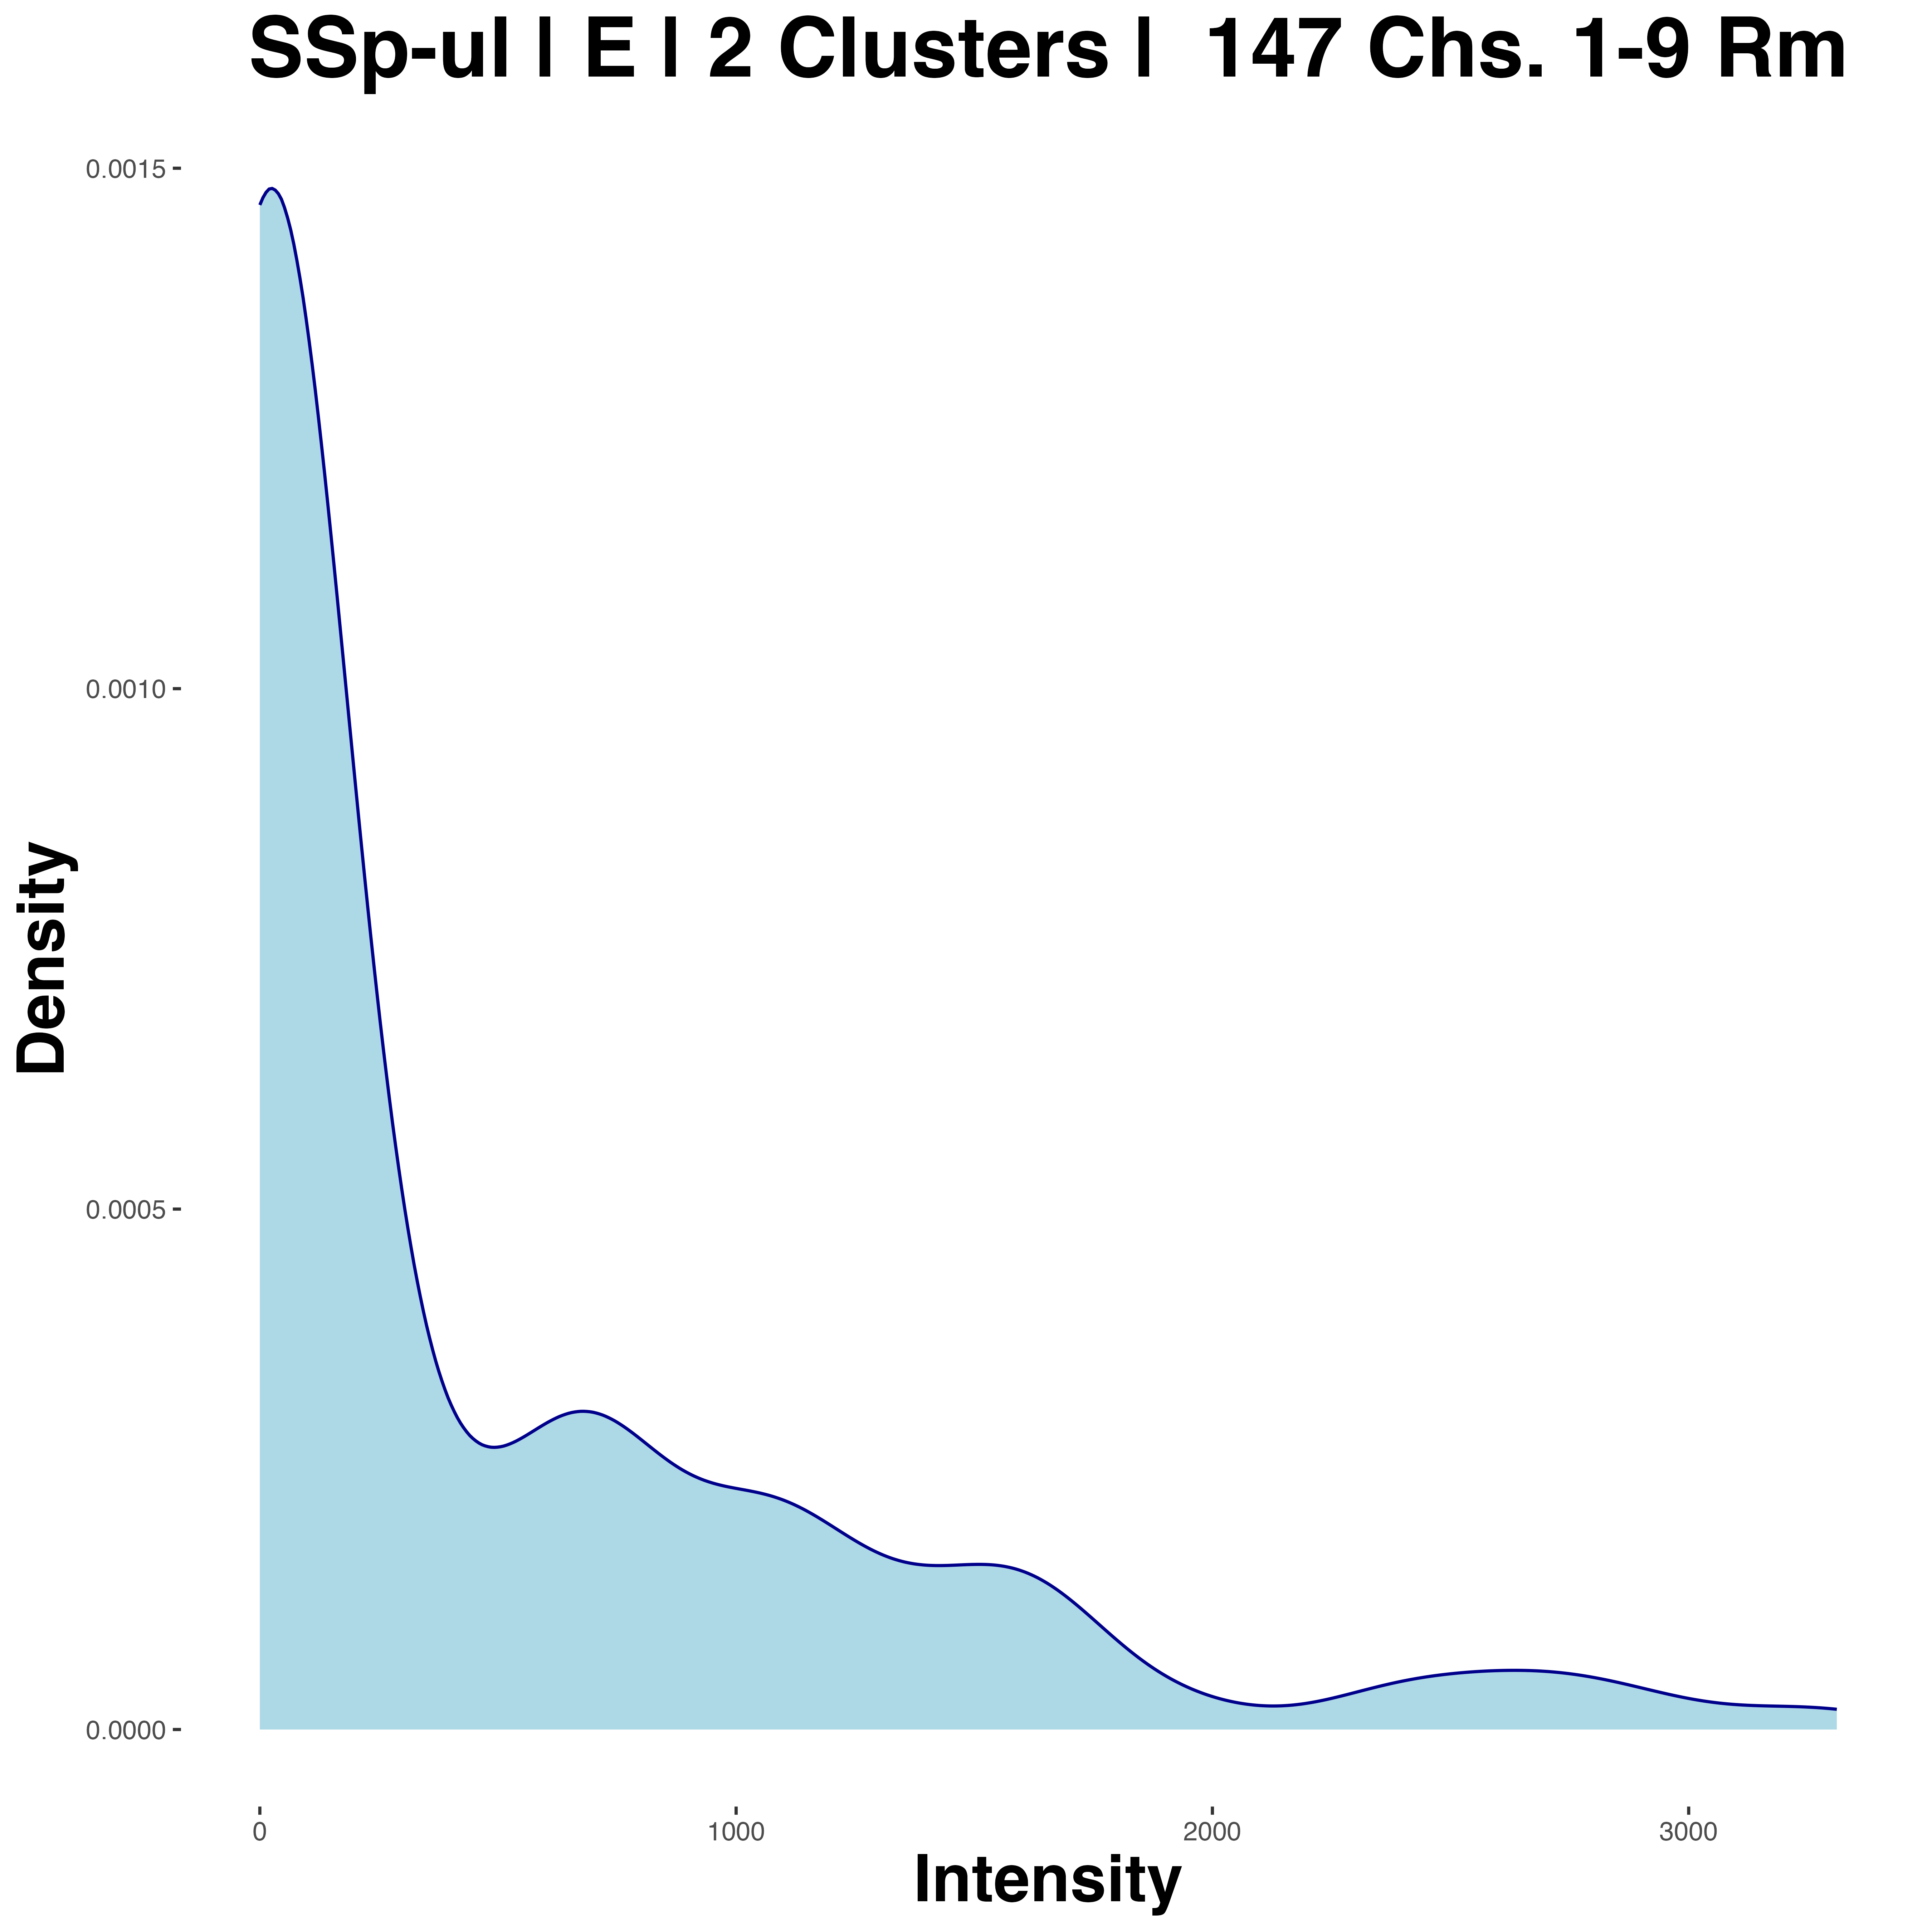 SSp-ul | E | 2 Clusters | 147 Chs. 1-9 Rm
0.0015
0.0010
0.0005
0.0000
Density
0 1000 2000 3000
Intensity